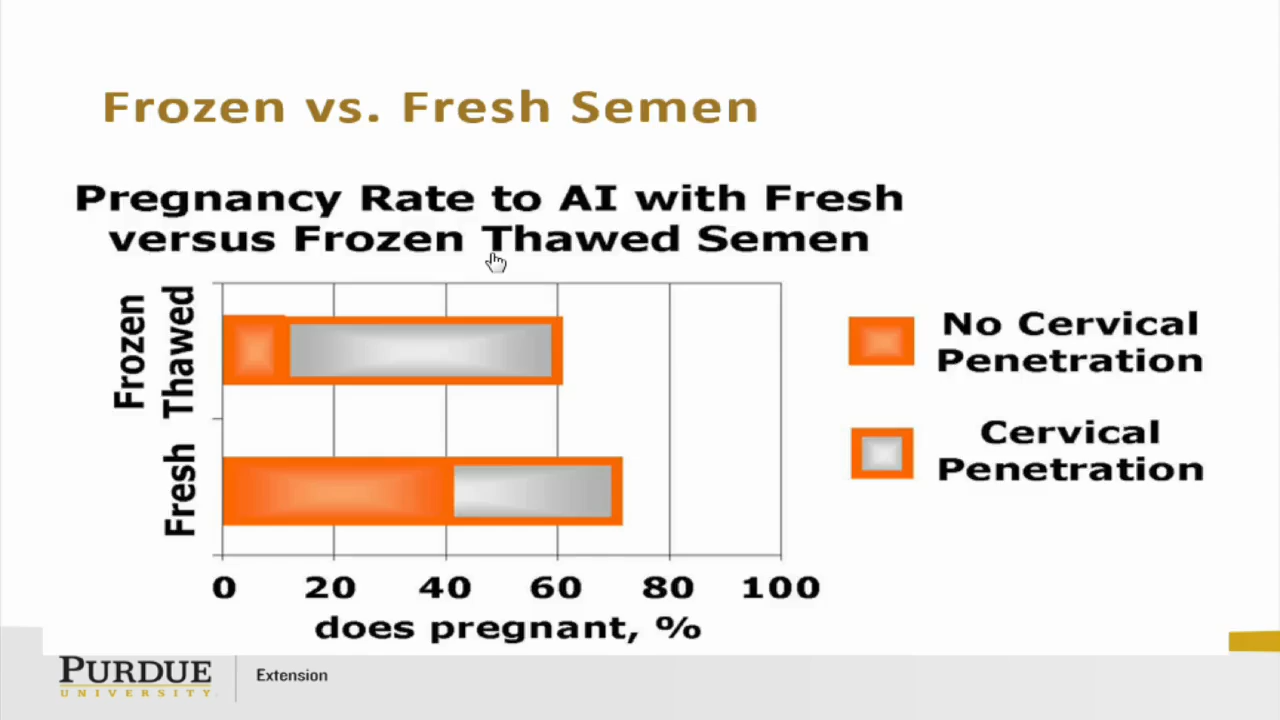 Frozen vs. Fresh Semen
Pregnancy Rate to AI with Fresh
versus Frozen Thawed Semen
Frozen
Thawed
Fresh
No Cervical
Penetration
Cervical
Penetration
0 20 40 60 80 100
does pregnant, %
PURDUE
UNIVERSITY
Extension